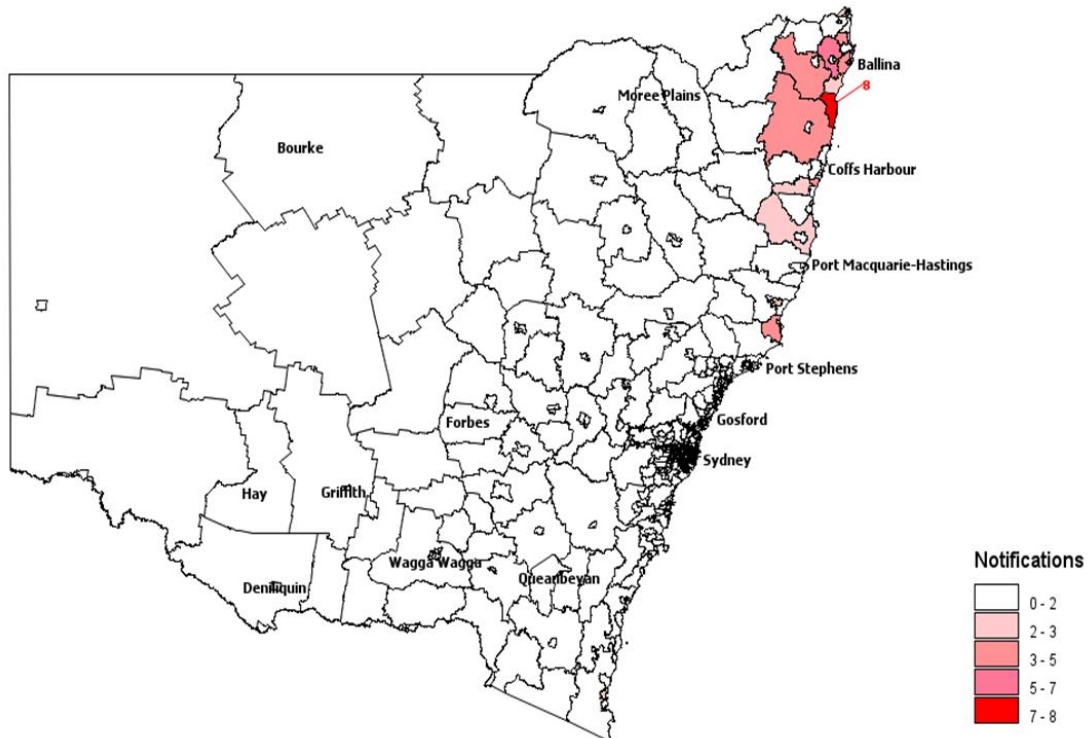 Ballina
8
Moree Plains
Bourke
Coffs Harbour
Port Macquarie-Hastings
Port Stephens
Gosford
Forbes
Sydney
Hay
Griffith
Wagga Wagga
Queanbeyan
Deniliquin
Notifications
0 - 2
2 - 3
3 - 5
5 - 7
7 - 8